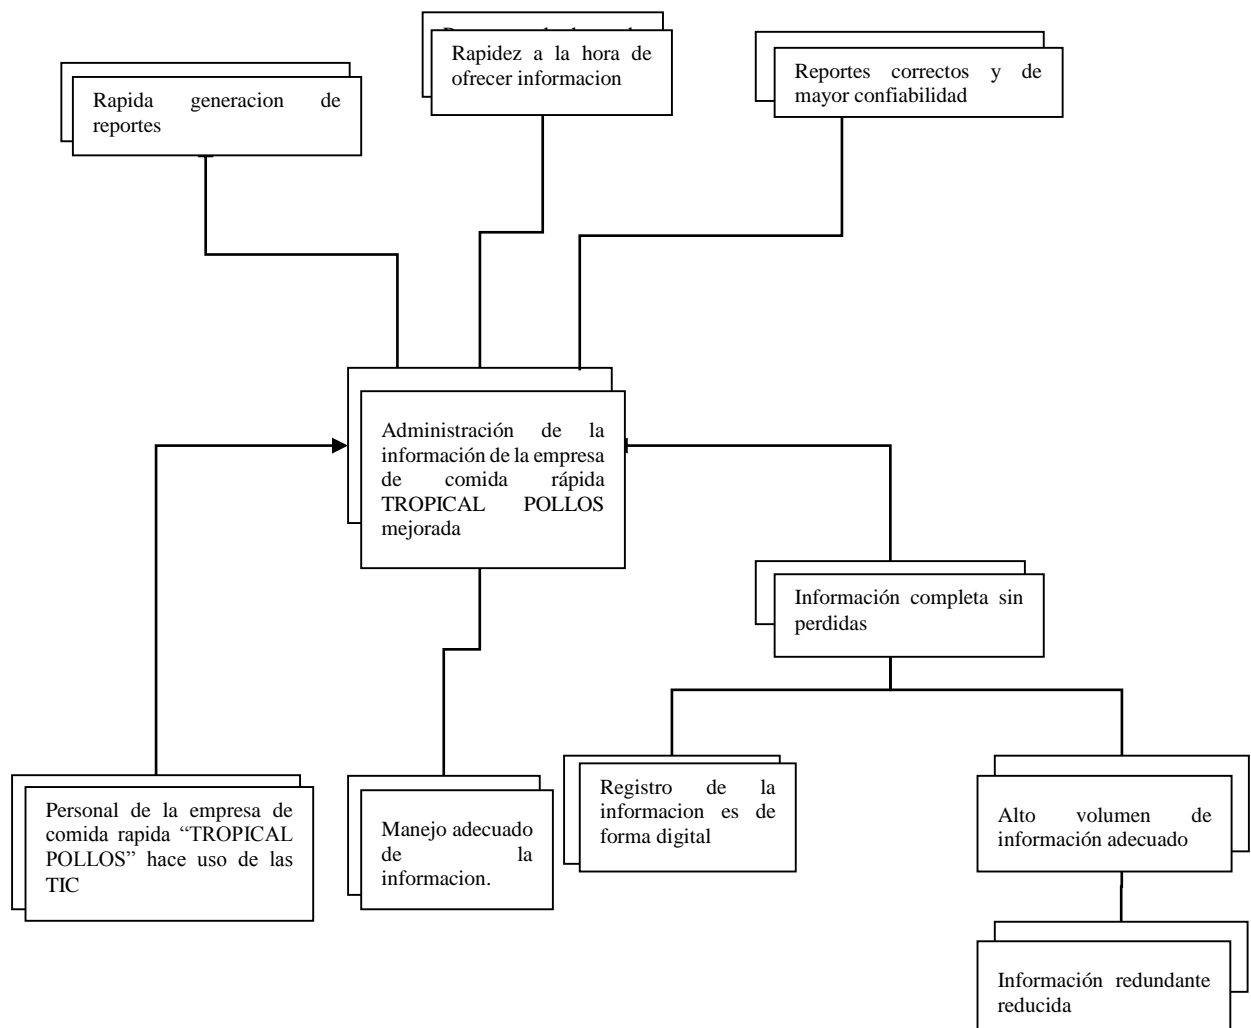 Rapidez a la hora de
ofrecer informacion
Reportes correctos y de
mayor confiabilidad
Rapida generacion de
reportes
Administración de la
información de la empresa
de comida rápida
TROPICAL POLLOS
mejorada
Información completa sin
perdidas
Personal de la empresa de
comida rapida “TROPICAL
POLLOS” hace uso de las
TIC
Manejo adecuado
de la
informacion.
Registro de la
informacion es de
forma digital
Alto volumen de
información adecuado
Información redundante
reducida